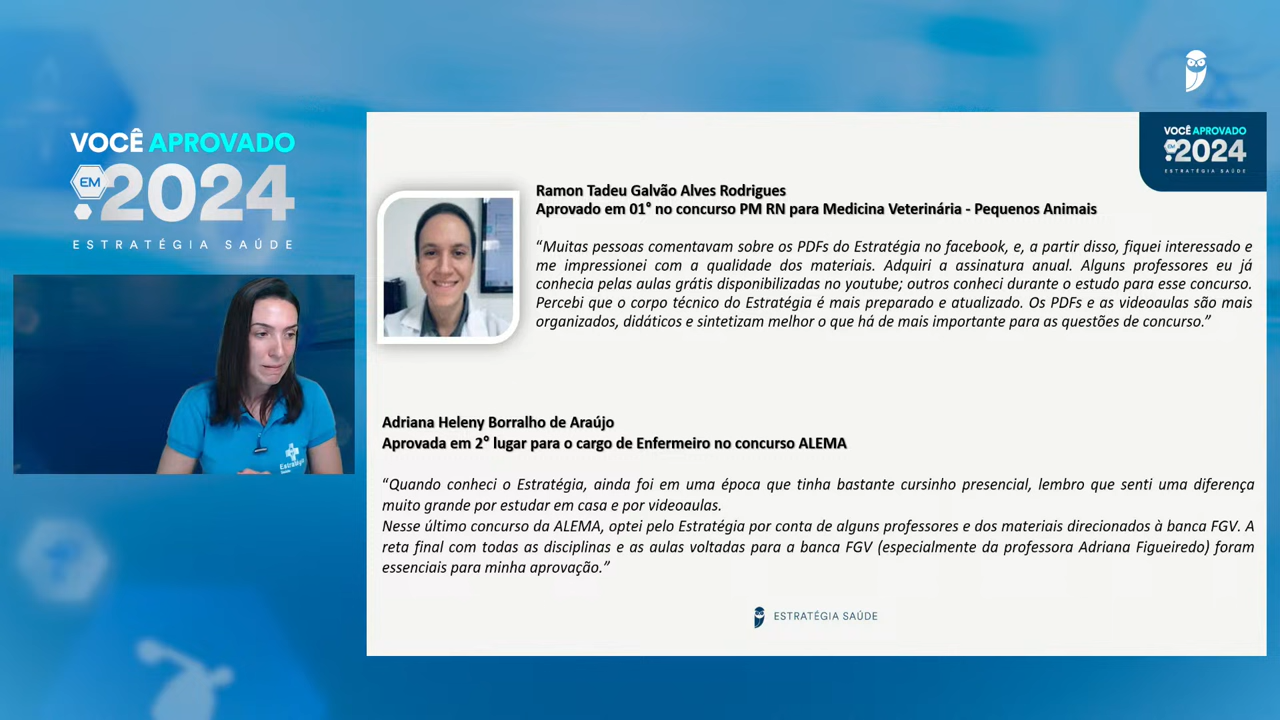 VOCÊ APROVADO
EM
2024
ESTRATÉGIA SAÚDE
Estratégia
VOCÊ APROVADO
EM
2024
ESTRATÉGIA SAÚDE
Ramon Tadeu Galvão Alves Rodrigues
Aprovado em 01° no concurso PM RN para Medicina Veterinária - Pequenos Animais
“Muitas pessoas comentavam sobre os PDFs do Estratégia no facebook, e, a partir disso, fiquei interessado e
me impressionei com a qualidade dos materiais. Adquiri a assinatura anual. Alguns professores eu já
conhecia pelas aulas grátis disponibilizadas no youtube; outros conheci durante o estudo para esse concurso.
Percebi que o corpo técnico do Estratégia é mais preparado e atualizado. Os PDFs e as videoaulas são mais
organizados, didáticos e sintetizam melhor o que há de mais importante para as questões de concurso.”
Adriana Heleny Borralho de Araújo
Aprovada em 2° lugar para o cargo de Enfermeiro no concurso ALEMA
“Quando conheci o Estratégia, ainda foi em uma época que tinha bastante cursinho presencial, lembro que senti uma diferença
muito grande por estudar em casa e por videoaulas.
Nesse último concurso da ALEMA, optei pelo Estratégia por conta de alguns professores e dos materiais direcionados à banca FGV. A
reta final com todas as disciplinas e as aulas voltadas para a banca FGV (especialmente da professora Adriana Figueiredo) foram
essenciais para minha aprovação.”
ESTRATÉGIA SAÚDE